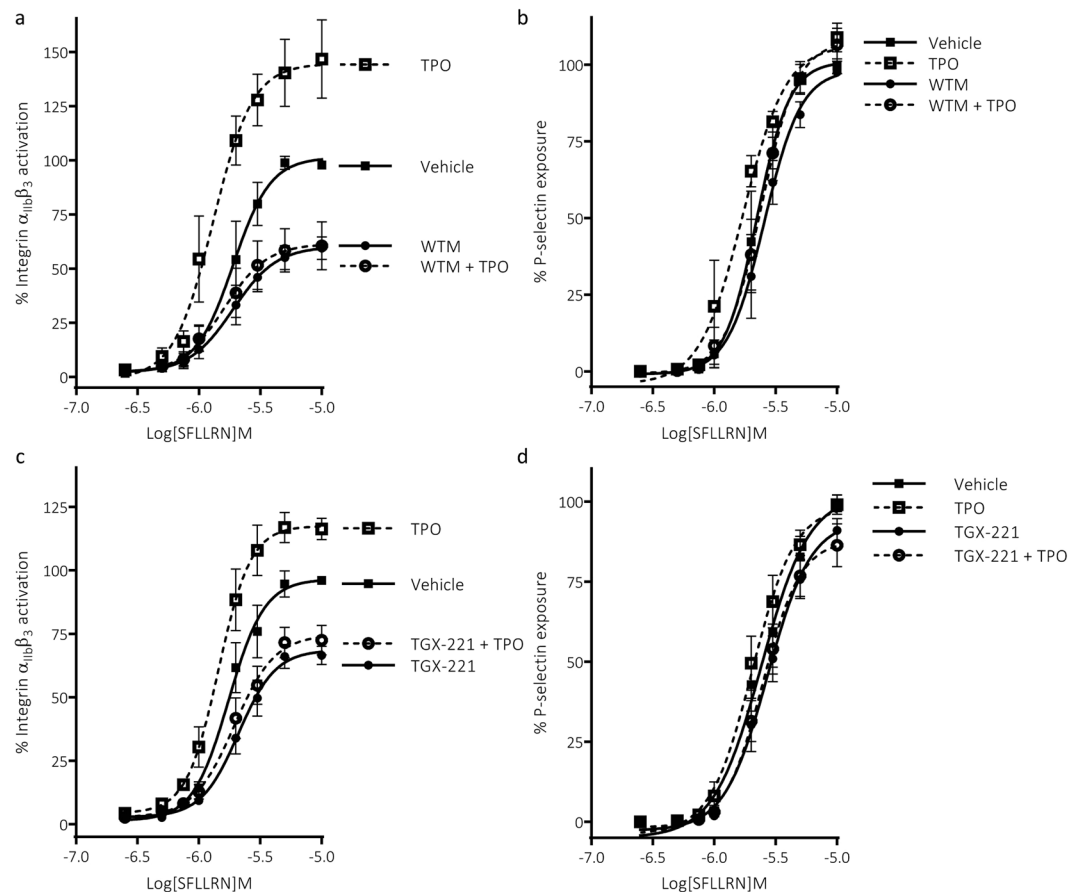 a
% Integrin αIIbβ3 activation
150
125
100
75
50
25
0
-7.0 -6.5 -6.0 -5.5 -5.0
Log[SFLLRN]M
TPO
Vehicle
WTM
WTM + TPO
b
% P-selectin exposure
100
75
50
25
0
-7.0 -6.5 -6.0 -5.5 -5.0
Log[SFLLRN]M
Vehicle
TPO
WTM
WTM + TPO
c
% Integrin αIIbβ3 activation
125
100
75
50
25
0
-7.0 -6.5 -6.0 -5.5 -5.0
Log[SFLLRN]M
TPO
Vehicle
TGX-221 + TPO
TGX-221
d
% P-selectin exposure
100
75
50
25
0
-7.0 -6.5 -6.0 -5.5 -5.0
Log[SFLLRN]M
Vehicle
TPO
TGX-221
TGX-221 + TPO